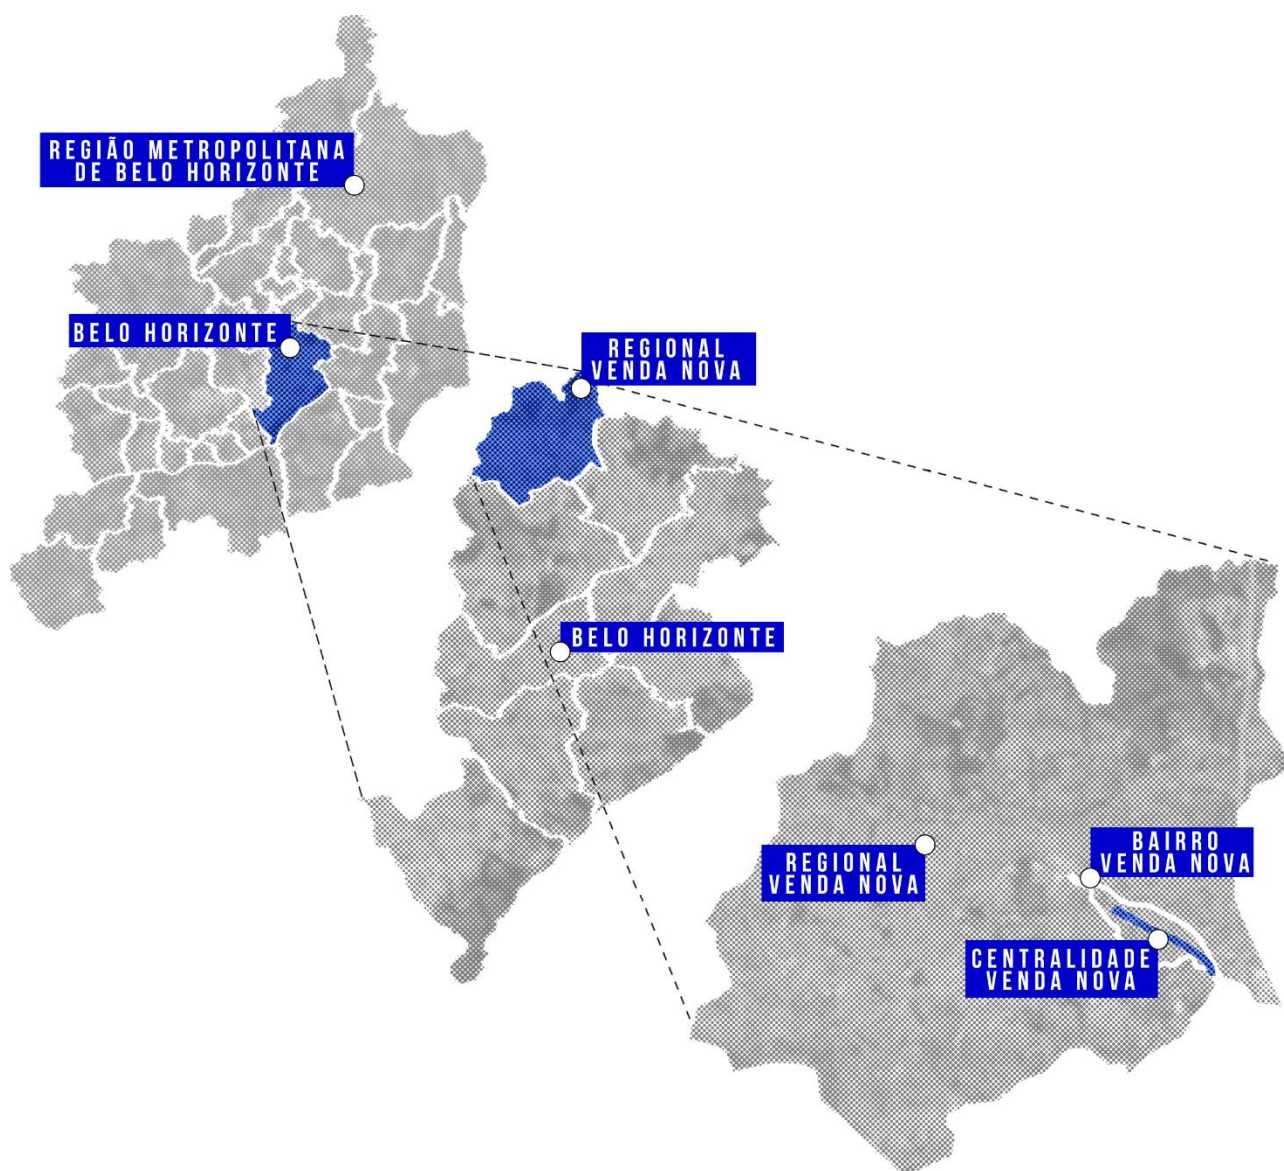 REGIÃO METROPOLITANA
DE BELO HORIZONTE
BELO HORIZONTE
REGIONAL
VENDA NOVA
BELO HORIZONTE
REGIONAL
VENDA NOVA
BAIRRO
VENDA NOVA
CENTRALIDADE
VENDA NOVA